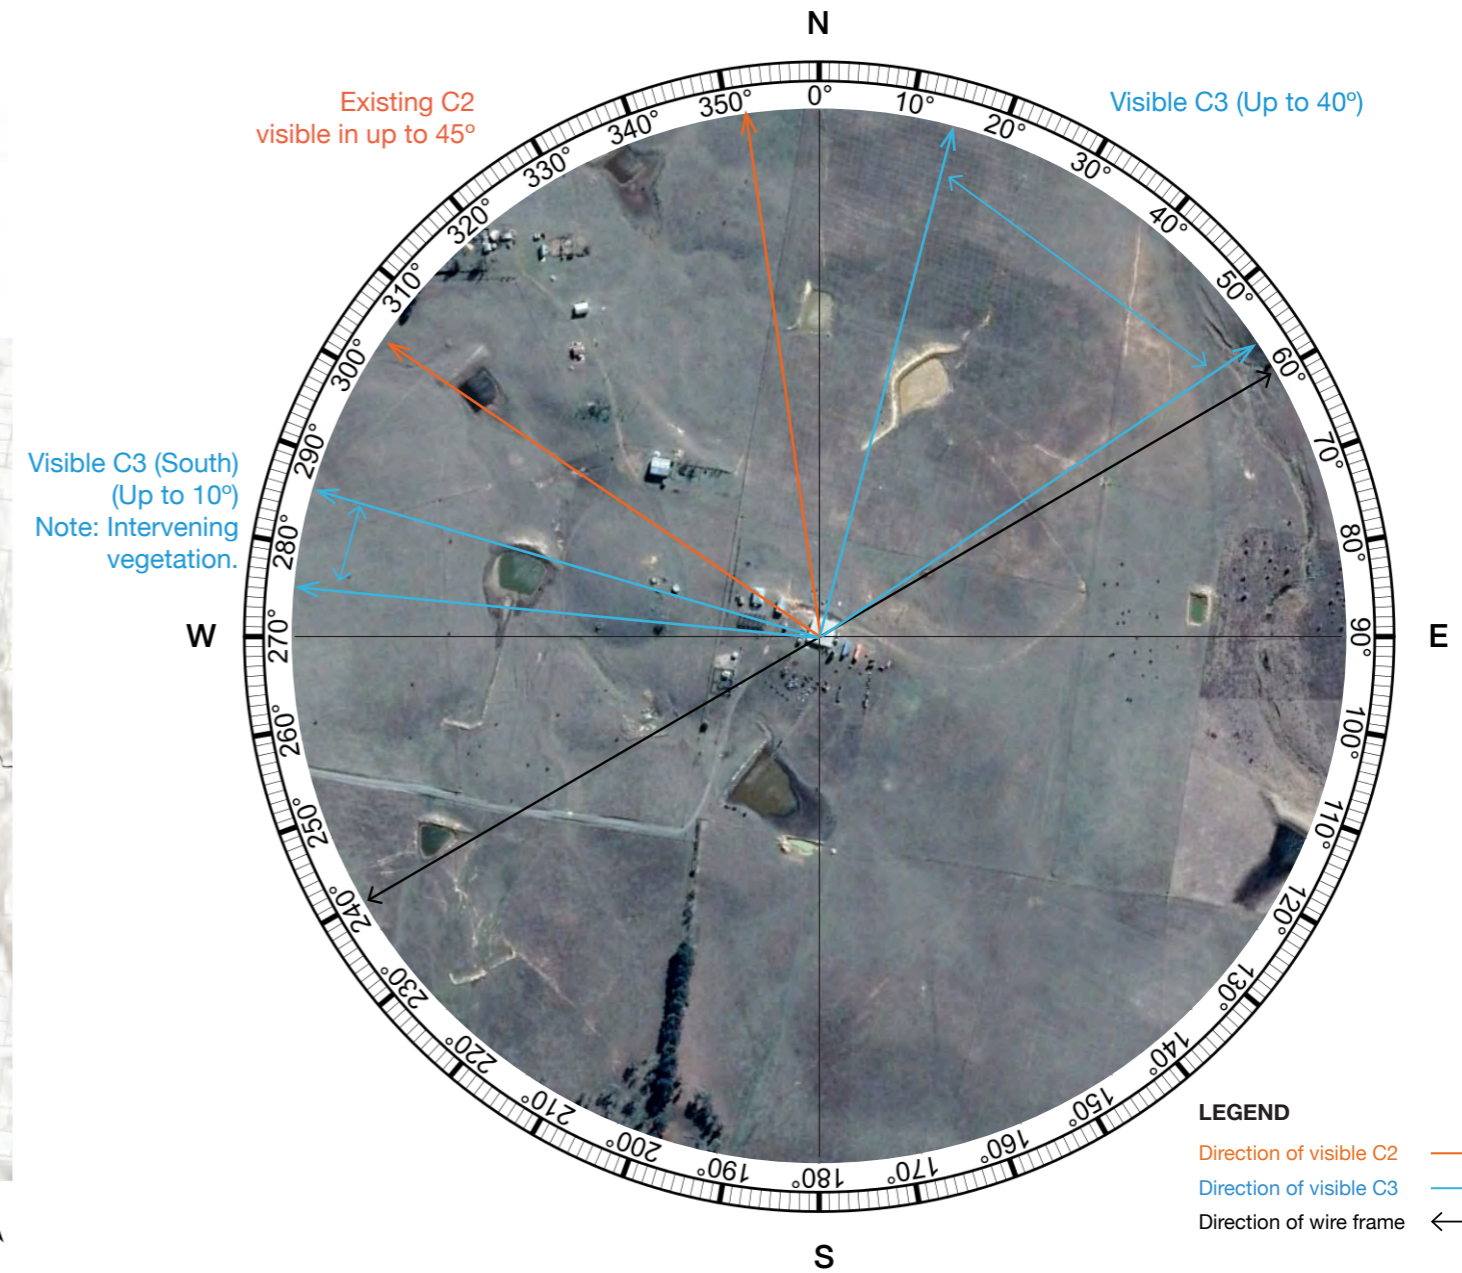 N
Existing C2
visible in up to 45º
Visible C3 (Up to 40º)
0°
10°
20°
30°
40°
50°
60°
70°
80°
90°
100°
110°
120°
130°
140°
150°
160°
170°
180°
190°
200°
210°
220°
230°
240°
250°
260°
270°
280°
290°
300°
310°
320°
330°
340°
350°
Visible C3 (South)
(Up to 10º)
Note: Intervening
vegetation.
W
E
S
LEGEND
Direction of visible C2
Direction of visible C3
Direction of wire frame